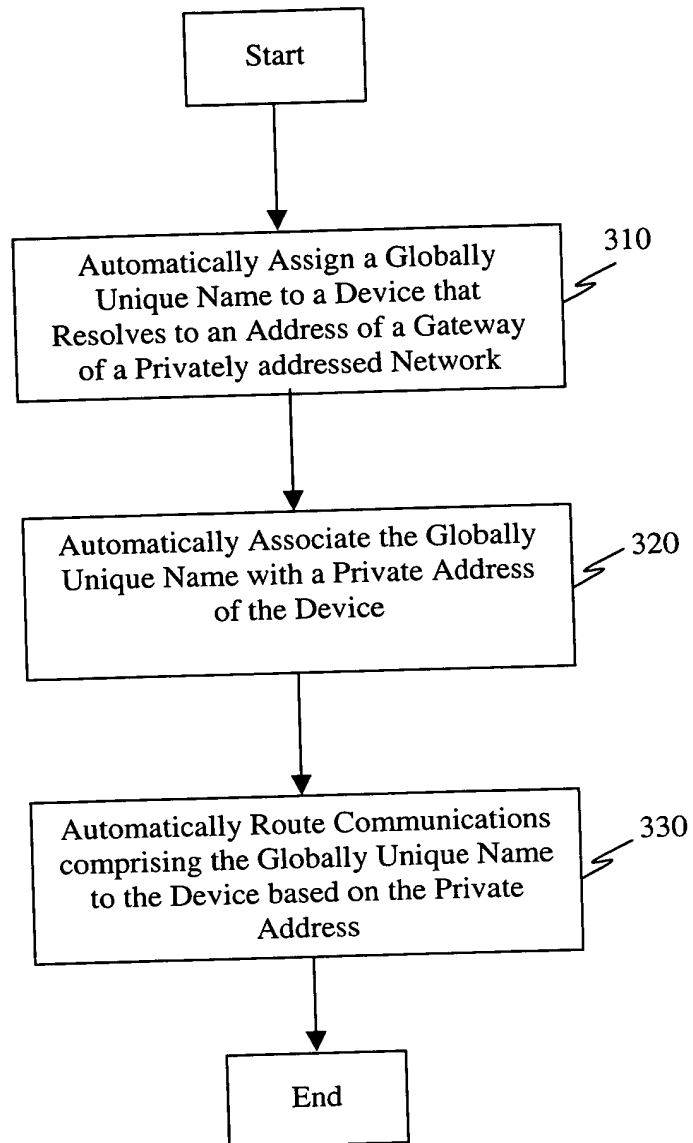 Start
Automatically Assign a Globally
Unique Name to a Device that
Resolves to an Address of a Gateway
of a Privately addressed Network
310
Automatically Associate the Globally
Unique Name with a Private Address
of the Device
320
Automatically Route Communications
comprising the Globally Unique Name
to the Device based on the Private
Address
330
End